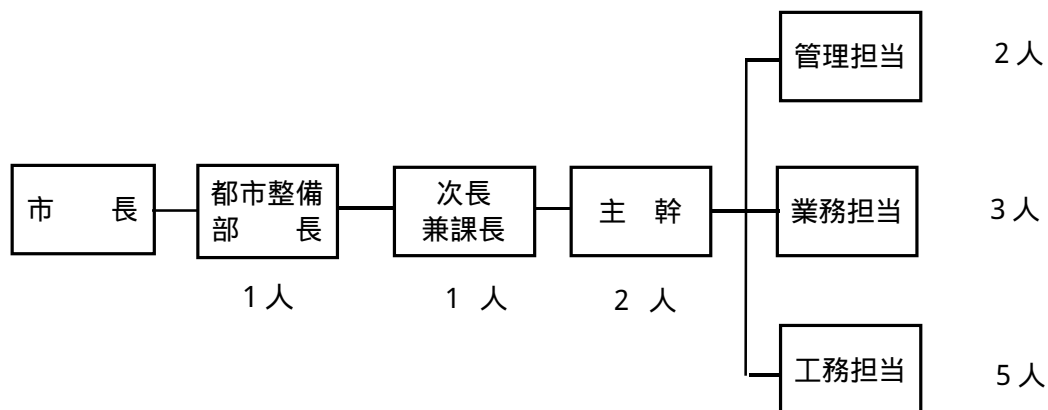 管理担当
2人
市　　長
都市整備
部　　長
1人
次長
兼課長
1 人
主　幹
2 人
業務担当
3人
工務担当
5人